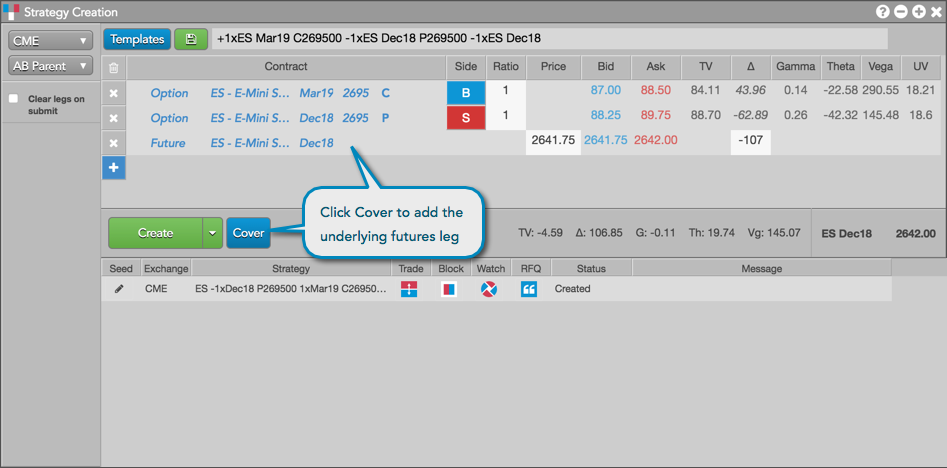 Strategy Creation
CME
Templates
+1xES Mar19 C269500 -1xES Dec18 P269500 -1xES Dec18
AB Parent
Contract Side Ratio Price Bid Ask TV Δ Gamma Theta Vega UV
Clear legs on
submit
Option ES - E-Mini S... Mar19 2695 C B 1 87.00 88.50 84.11 43.96 0.14 -22.58 290.55 18.21
Option ES - E-Mini S... Dec18 2695 P S 1 88.25 89.75 88.70 -62.89 0.26 -42.32 145.48 18.6
Future ES - E-Mini S... Dec18 2641.75 2641.75 2642.00 -107
Click Cover to add the
underlying futures leg
Create Cover TV: -4.59 Δ: 106.85 G: -0.11 Th: 19.74 Vg: 145.07 ES Dec18 2642.00
Seed Exchange Strategy Trade Block Watch RFQ Status Message
CME ES -1xDec18 P269500 1xMar19 C26950... Created